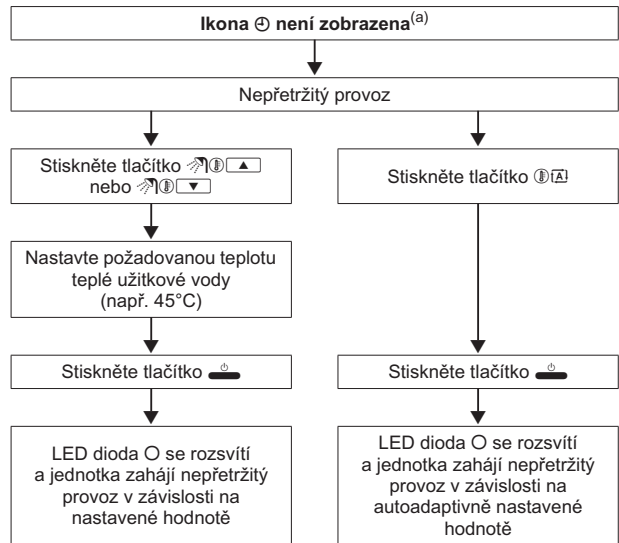 Ikona ⏲ není zobrazena(a)
Nepřetržitý provoz
Stiskněte tlačítko ▲
nebo ▼
Nastavte požadovanou teplotu
teplé užitkové vody
(např. 45°C)
Stiskněte tlačítko
LED dioda O se rozsvítí
a jednotka zahájí nepřetržitý
provoz v závislosti na
nastavené hodnotě
Stiskněte tlačítko A
Stiskněte tlačítko
LED dioda O se rozsvítí
a jednotka zahájí nepřetržitý
provoz v závislosti na
autoadaptivně nastavené
hodnotě